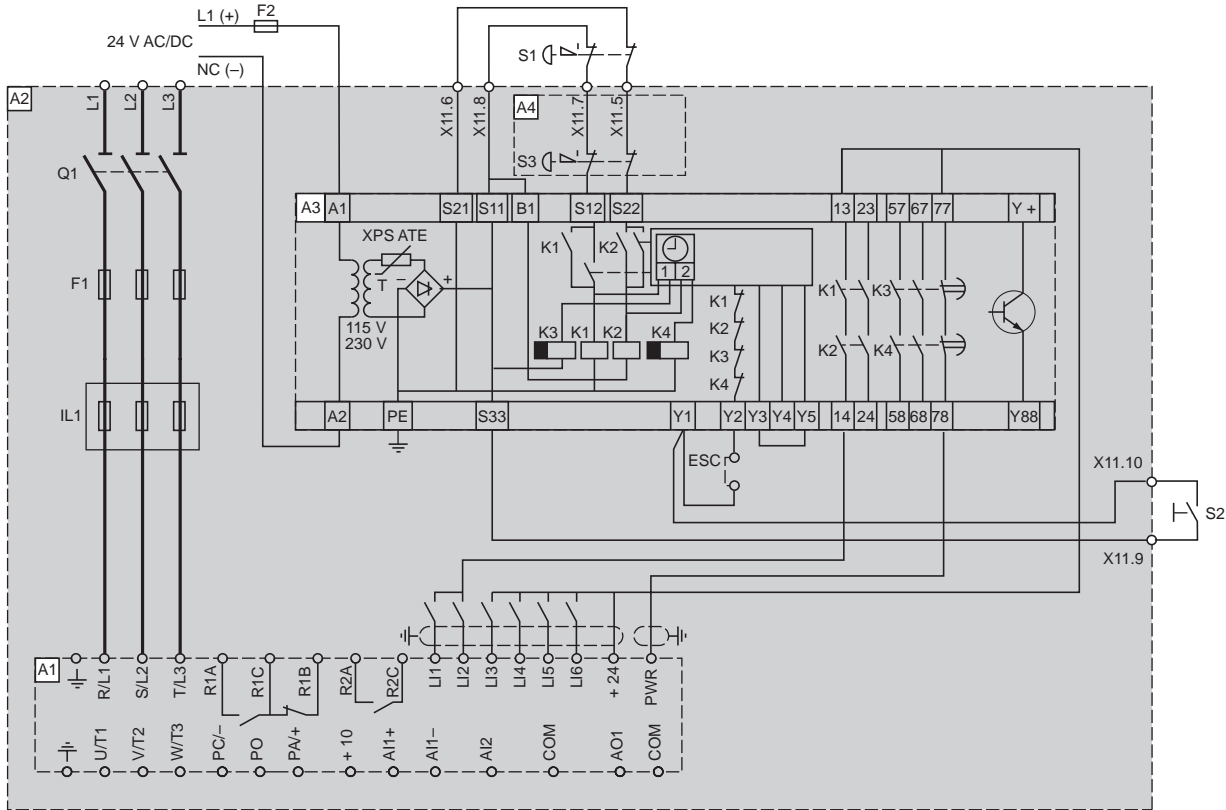 L1 (+) F2
24 V AC/DC
NC (–)
S1
A2 L1 L2 L3 X11.6 X11.8 A4 X11.7 X11.5
S3
Q1
A3 A1 S21 S11 B1 S12 S22 13 23 57 67 77 Y +
XPS ATE K1 K2
T – + 1 2
F1 K1 K1 K3
115 V K2
230 V K3 K1 K2 K4 K2 K4
K3
K4
IL1 A2 PE S33 Y1 Y2 Y3 Y4 Y5 14 24 58 68 78 Y88
ESC X11.10
S2
X11.9
A1 R/L1 S/L2 T/L3 R1A R1C R1B R2A R2C LI1 LI2 LI3 LI4 LI5 LI6 + 24 PWR
U/T1 V/T2 W/T3 PC/– PO PA/+ + 10 AI1+ AI1– AI2 COM AO1 COM